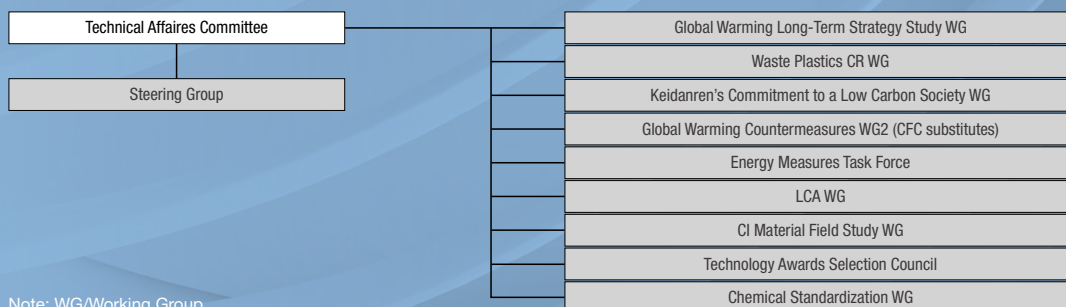 Technical Affaires Committee
Steering Group
Global Warming Long-Term Strategy Study WG
Waste Plastics CR WG
Keidanren's Commitment to a Low Carbon Society WG
Global Warming Countermeasures WG2 (CFC substitutes)
Energy Measures Task Force
LCA WG
CI Material Field Study WG
Technology Awards Selection Council
Chemical Standardization WG
Note: WG/Working Group